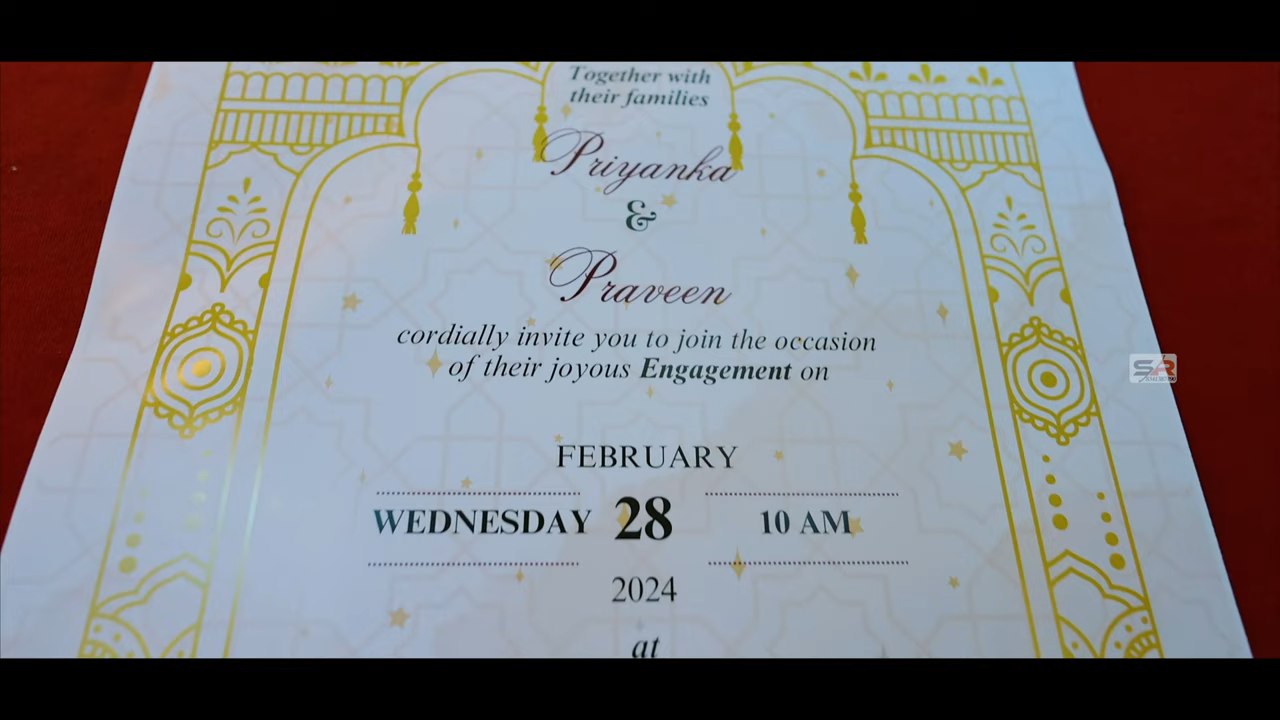 Together with
their families
Priyanka
&
Praveen
cordially invite you to join the occasion
of their joyous Engagement on
FEBRUARY
WEDNESDAY 28 10 AM
2024
at
SR